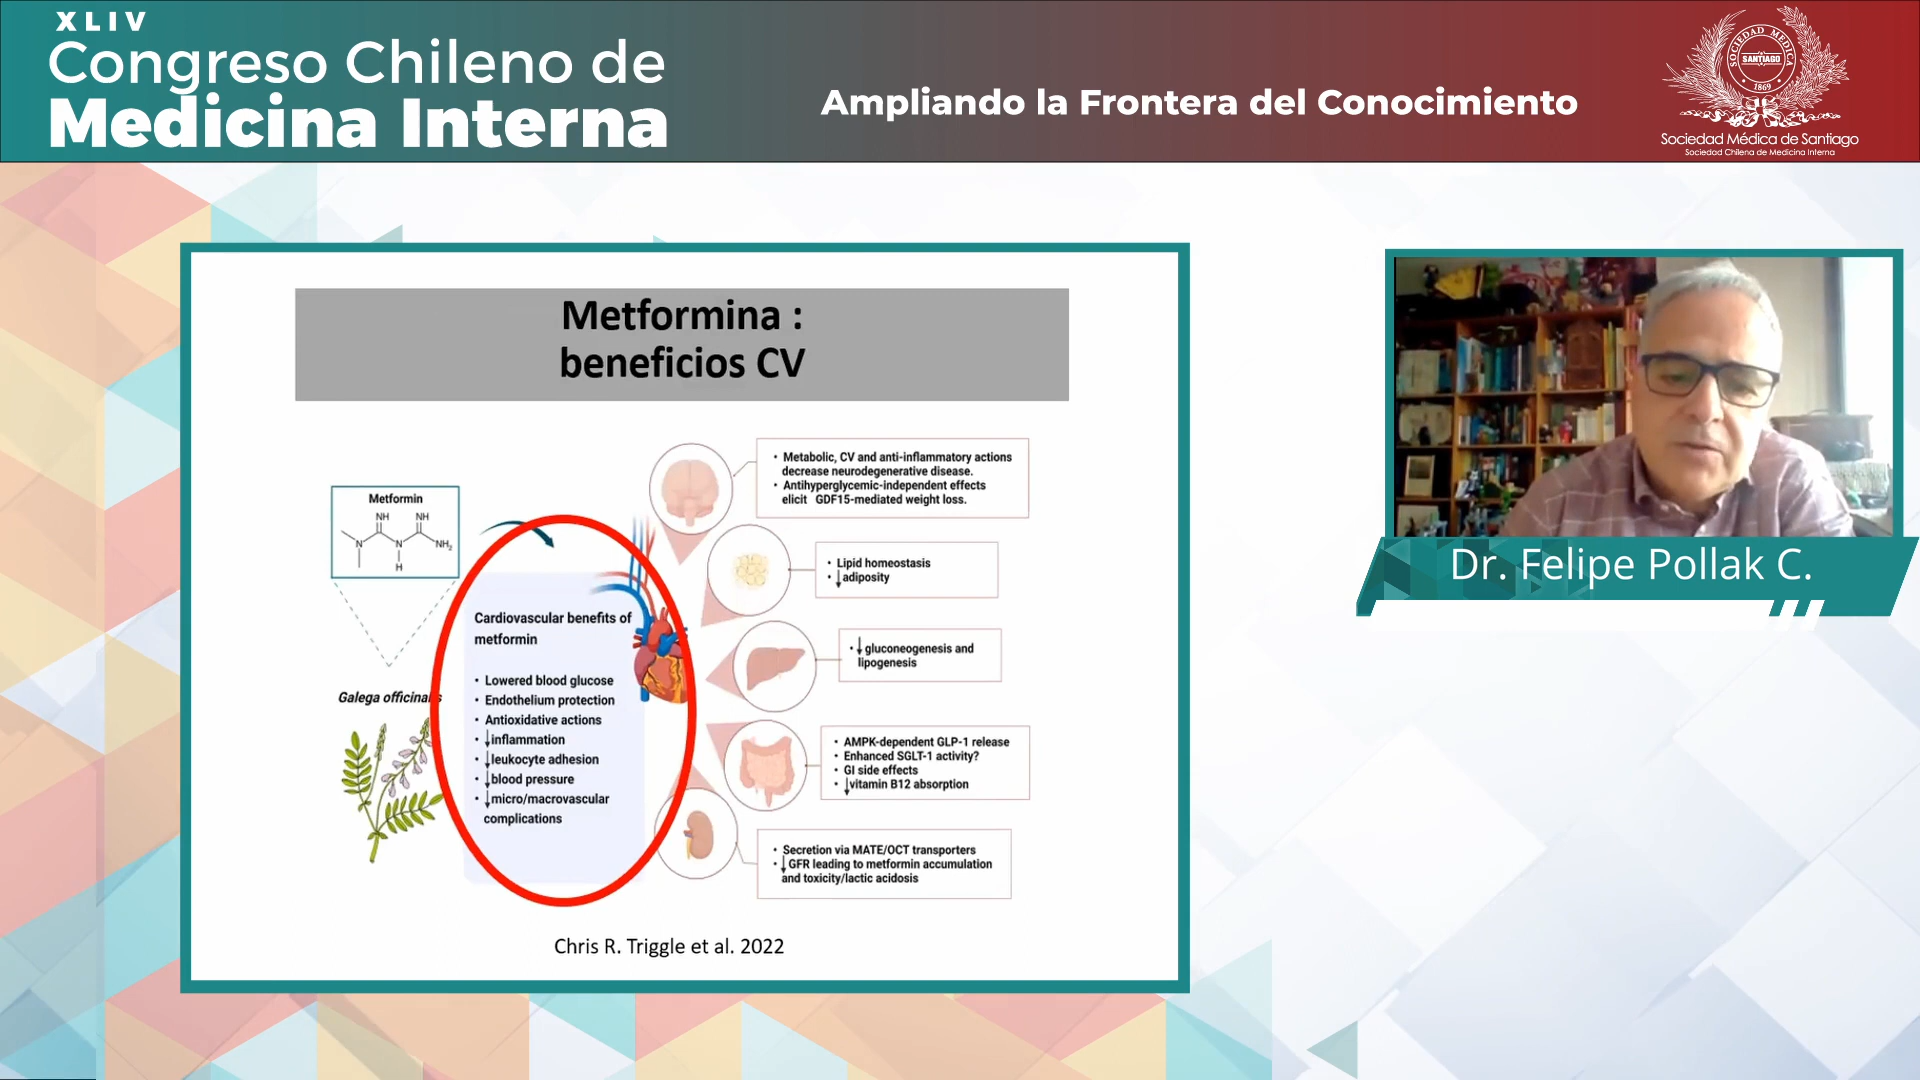 XLIV
Congreso Chileno de
Medicina Interna
Ampliando la Frontera del Conocimiento
SOCIEDAD MEDICA
SANTIAGO
1869
Sociedad Médica de Santiago
Sociedad Chilena de Medicina Interna
Metformina :
beneficios CV
Metformin
NH
NH
N
N
NH₂
H
Galega officinalis
Cardiovascular benefits of
metformin
• Lowered blood glucose
• Endothelium protection
• Antioxidative actions
• ↓inflammation
• ↓leukocyte adhesion
• ↓blood pressure
• ↓micro/macrovascular
complications
• Metabolic, CV and anti-inflammatory actions
decrease neurodegenerative disease.
• Antihyperglycemic-independent effects
elicit GDF15-mediated weight loss.
• Lipid homeostasis
• ↓adiposity
• ↓gluconeogenesis and
lipogenesis
• AMPK-dependent GLP-1 release
• Enhanced SGLT-1 activity?
• GI side effects
• ↓vitamin B12 absorption
• Secretion via MATE/OCT transporters
• ↓GFR leading to metformin accumulation
and toxicity/lactic acidosis
Chris R. Triggle et al. 2022
Dr. Felipe Pollak C.